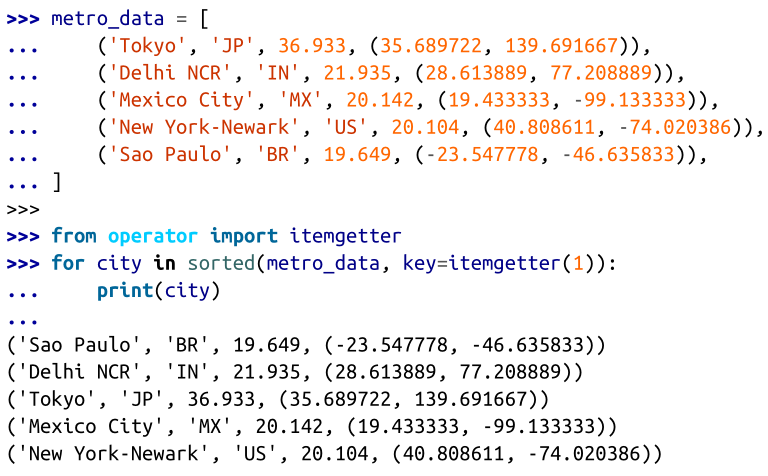 >>> metro_data = [
...     ('Tokyo', 'JP', 36.933, (35.689722, 139.691667)),
...     ('Delhi NCR', 'IN', 21.935, (28.613889, 77.208889)),
...     ('Mexico City', 'MX', 20.142, (19.433333, -99.133333)),
...     ('New York-Newark', 'US', 20.104, (40.808611, -74.020386)),
...     ('Sao Paulo', 'BR', 19.649, (-23.547778, -46.635833)),
... ]
>>>
>>> from operator import itemgetter
>>> for city in sorted(metro_data, key=itemgetter(1)):
...     print(city)
...
('Sao Paulo', 'BR', 19.649, (-23.547778, -46.635833))
('Delhi NCR', 'IN', 21.935, (28.613889, 77.208889))
('Tokyo', 'JP', 36.933, (35.689722, 139.691667))
('Mexico City', 'MX', 20.142, (19.433333, -99.133333))
('New York-Newark', 'US', 20.104, (40.808611, -74.020386))